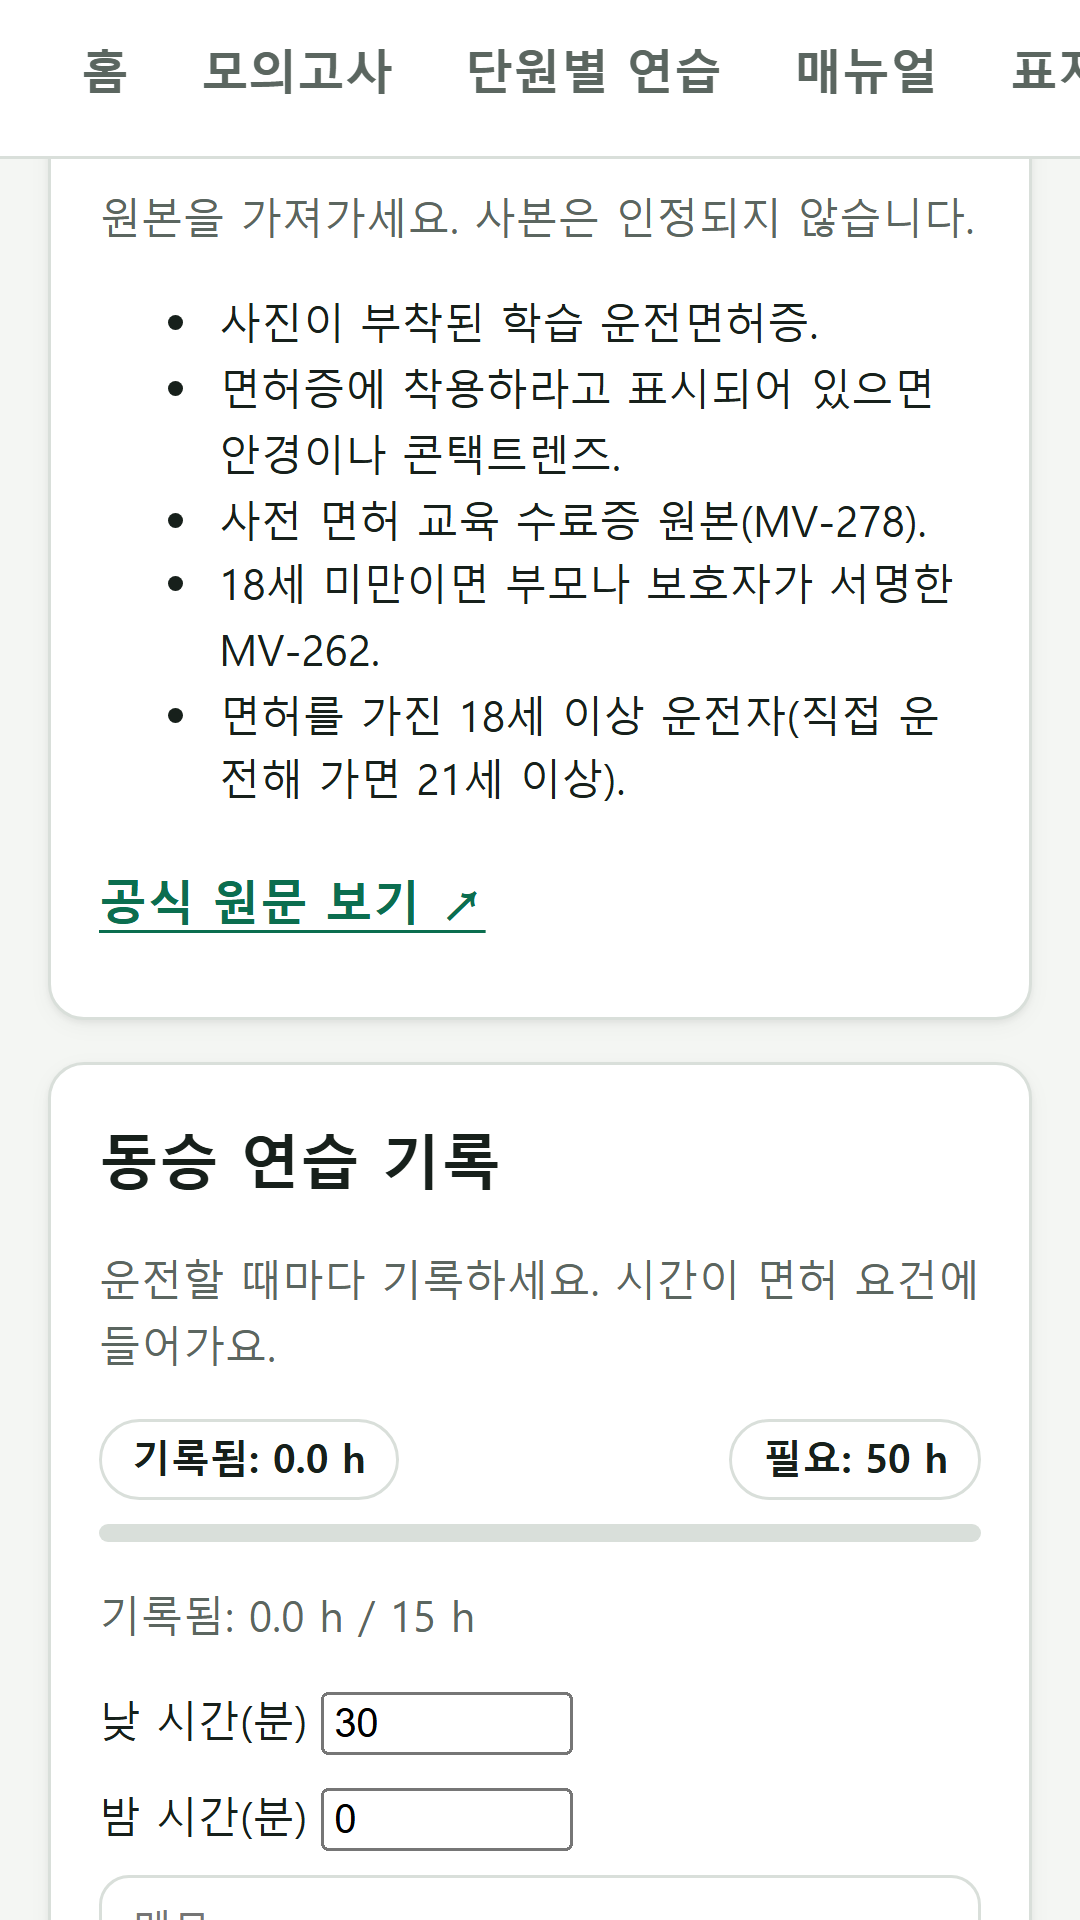 홈 모의고사 단원별 연습 매뉴얼
원본을 가져가세요. 사본은 인정되지 않습니다.
• 사진이 부착된 학습 운전면허증.
• 면허증에 착용하라고 표시되어 있으면
안경이나 콘택트렌즈.
• 사전 면허 교육 수료증 원본(MV-278).
• 18세 미만이면 부모나 보호자가 서명한
MV-262.
• 면허를 가진 18세 이상 운전자(직접 운
전해 가면 21세 이상).
공식 원문 보기 ↗
동승 연습 기록
운전할 때마다 기록하세요. 시간이 면허 요건에
들어가요.
기록됨: 0.0 h 필요: 50 h
기록됨: 0.0 h / 15 h
낮 시간(분) 30
밤 시간(분) 0